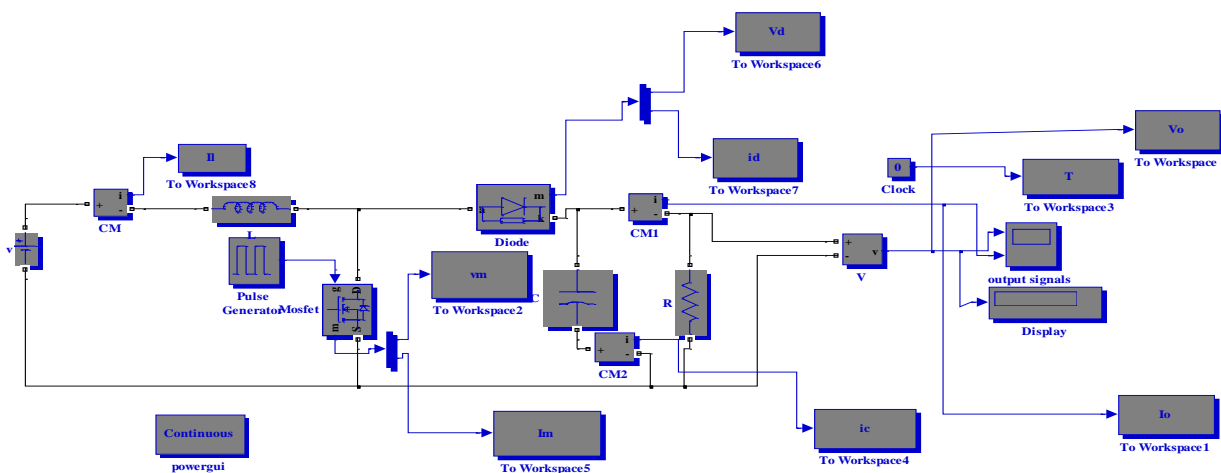 Vd
To Workspace6
Vo
To Workspace
Il
To Workspace8
id
To Workspace7
0
Clock
T
To Workspace3
+
-
i
CM
L
a
m
k
Diode
+
i
-
CM1
v
+
Pulse
Generator
Mosfet
g
D
m
S
vm
To Workspace2
C
R
+
-
v
V
output signals
Display
+
i
-
CM2
Continuous
powergui
Im
To Workspace5
ic
To Workspace4
Io
To Workspace1